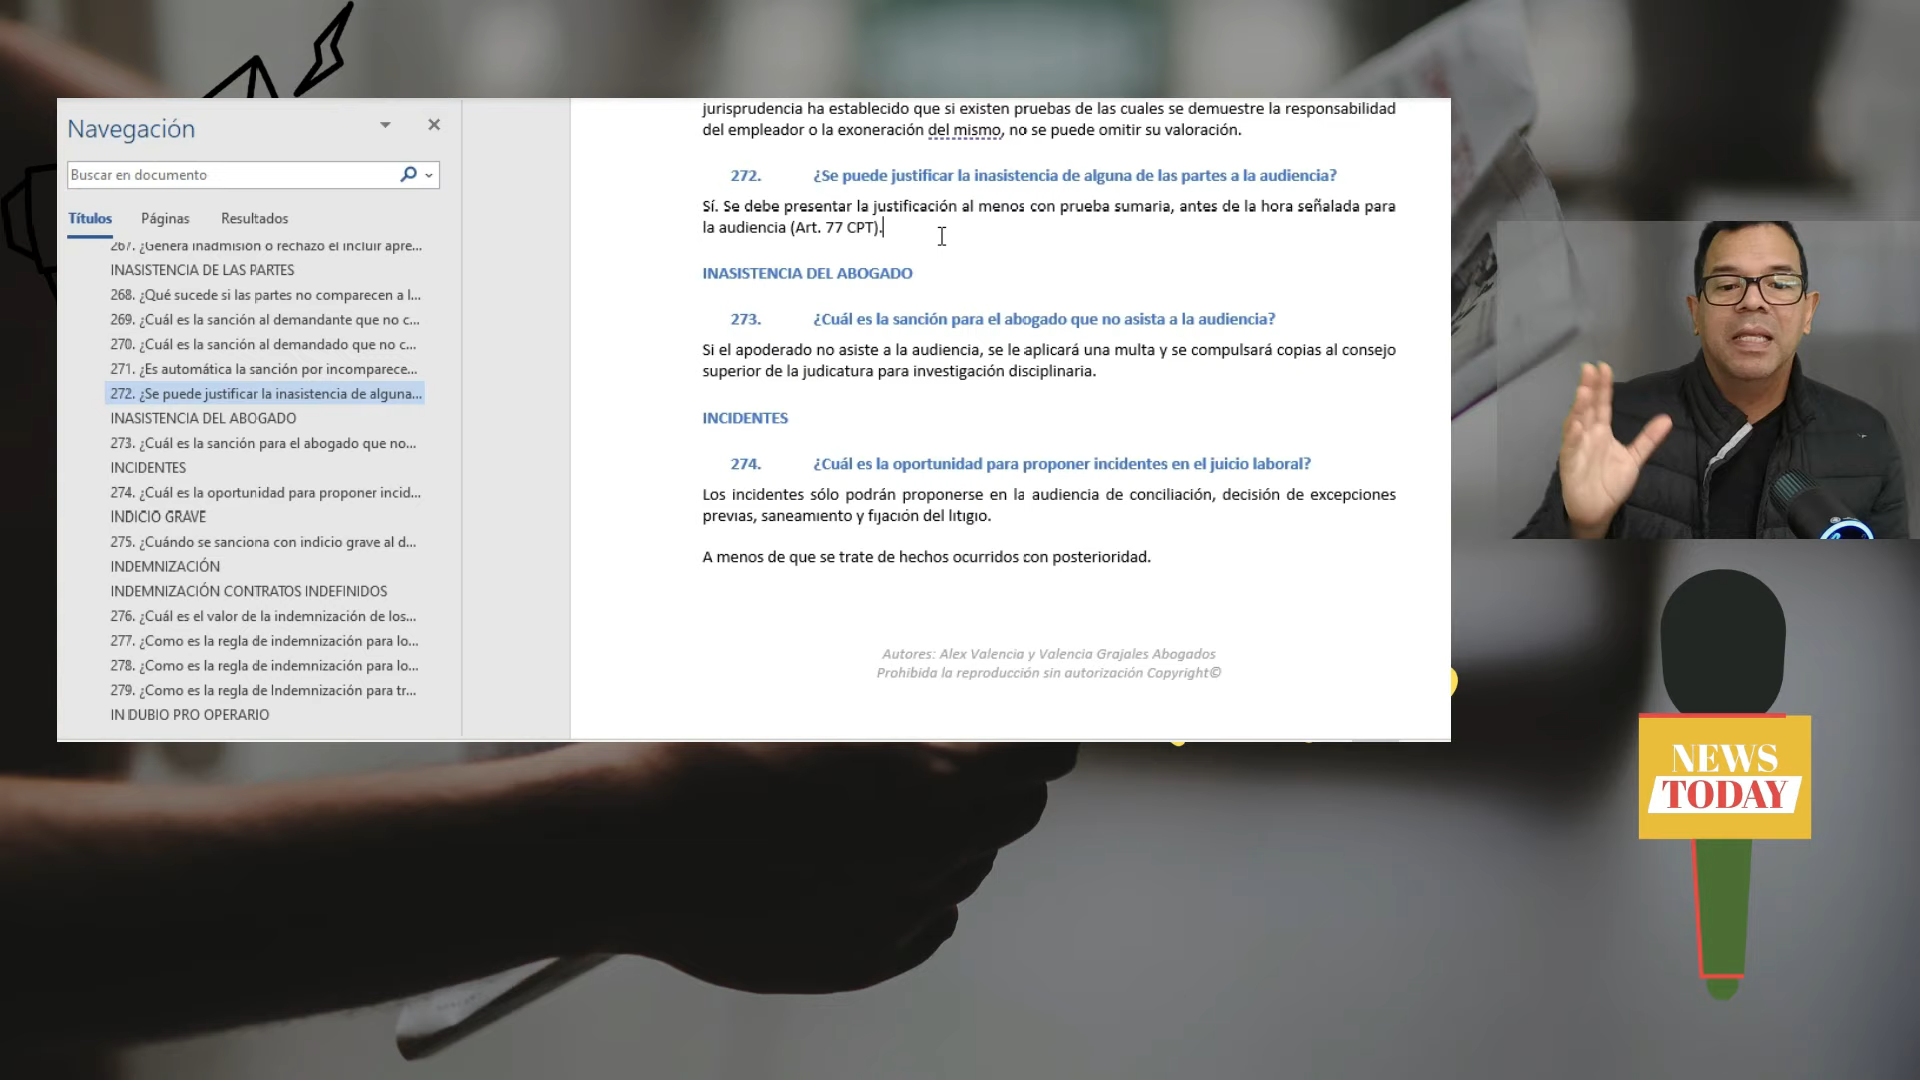 Navegación
Buscar en documento
Títulos Páginas Resultados
267. ¿Genera inadmisión o rechazo el incluir apre...
INASISTENCIA DE LAS PARTES
268. ¿Qué sucede si las partes no comparecen a l...
269. ¿Cuál es la sanción al demandante que no c...
270. ¿Cuál es la sanción al demandado que no c...
271. ¿Es automática la sanción por incomparece...
272. ¿Se puede justificar la inasistencia de alguna...
INASISTENCIA DEL ABOGADO
273. ¿Cuál es la sanción para el abogado que no...
INCIDENTES
274. ¿Cuál es la oportunidad para proponer incid...
INDICIO GRAVE
275. ¿Cuándo se sanciona con indicio grave al d...
INDEMNIZACIÓN
INDEMNIZACIÓN CONTRATOS INDEFINIDOS
276. ¿Cuál es el valor de la indemnización de los...
277. ¿Como es la regla de indemnización para lo...
278. ¿Como es la regla de indemnización para lo...
279. ¿Como es la regla de Indemnización para tr...
IN DUBIO PRO OPERARIO
jurisprudencia ha establecido que si existen pruebas de las cuales se demuestre la responsabilidad
del empleador o la exoneración del mismo, no se puede omitir su valoración.
272. ¿Se puede justificar la inasistencia de alguna de las partes a la audiencia?
Sí. Se debe presentar la justificación al menos con prueba sumaria, antes de la hora señalada para
la audiencia (Art. 77 CPT).
INASISTENCIA DEL ABOGADO
273. ¿Cuál es la sanción para el abogado que no asista a la audiencia?
Si el apoderado no asiste a la audiencia, se le aplicará una multa y se compulsará copias al consejo
superior de la judicatura para investigación disciplinaria.
INCIDENTES
274. ¿Cuál es la oportunidad para proponer incidentes en el juicio laboral?
Los incidentes sólo podrán proponerse en la audiencia de conciliación, decisión de excepciones
previas, saneamiento y fijación del litigio.
A menos de que se trate de hechos ocurridos con posterioridad.
Autores: Alex Valencia y Valencia Grajales Abogados
Prohibida la reproducción sin autorización Copyright©
NEWS
TODAY